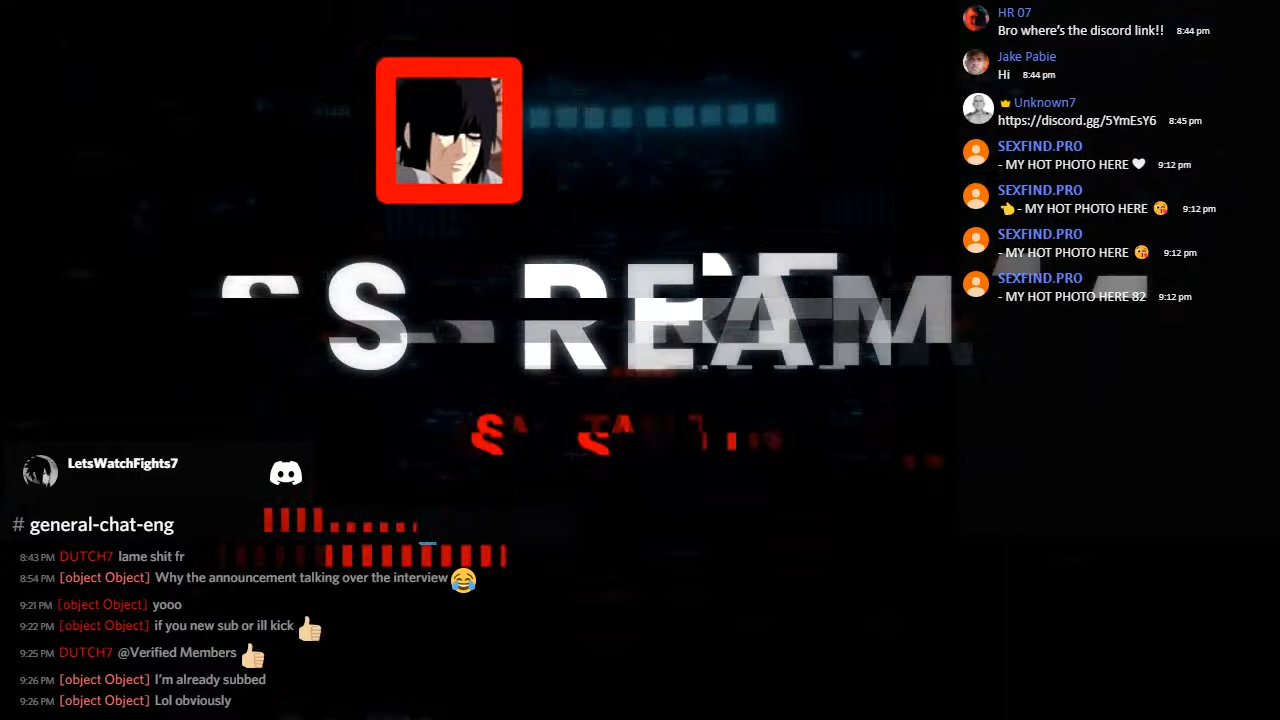 HR 07
Bro where's the discord link!! 8:44 pm
Jake Pabie
Hi 8:44 pm
Unknown7
https://discord.gg/5YmEsY6 8:45 pm
SEXFIND.PRO
- MY HOT PHOTO HERE 🤍 9:12 pm
SEXFIND.PRO
👈 - MY HOT PHOTO HERE 😘 9:12 pm
SEXFIND.PRO
- MY HOT PHOTO HERE 😘 9:12 pm
SEXFIND.PRO
- MY HOT PHOTO HERE 82 9:12 pm
S REAM
LetsWatchFights7
# general-chat-eng
8:43 PM DUTCH7 lame shit fr
8:54 PM [object Object] Why the announcement talking over the interview 😂
9:21 PM [object Object] yooo
9:22 PM [object Object] if you new sub or ill kick 👍🏻
9:25 PM DUTCH7 @Verified Members 👍🏻
9:26 PM [object Object] I'm already subbed
9:26 PM [object Object] Lol obviously